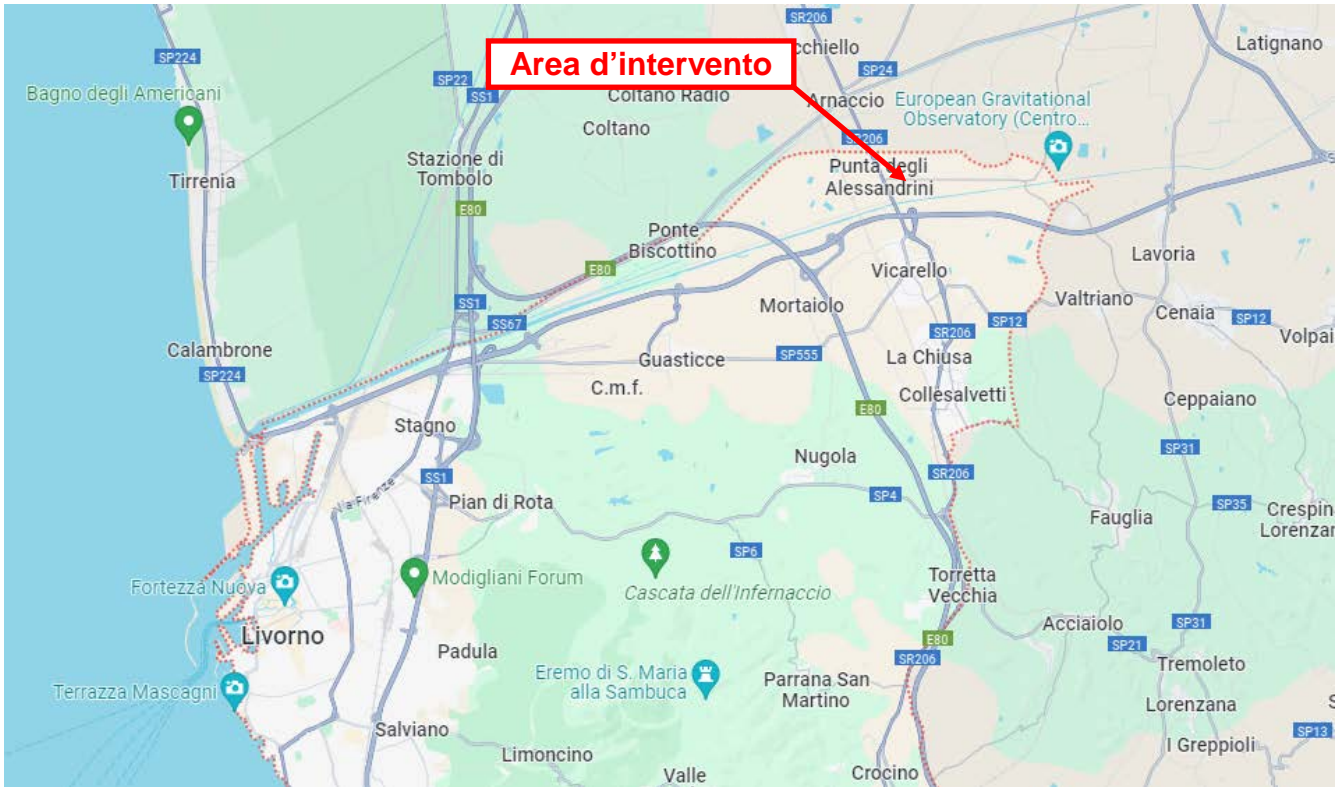 SR206
cchiello
Latignano
SP224
Area d'intervento
SP24
SP22
SS1
Bagno degli Americani
Coltano Radio
Arnaccio
European Gravitational
Observatory (Centro...
Coltano
SR206
Stazione di
Tombolo
Punta degli
Alessandrini
Tirrenia
E80
Ponte
Biscottino
Lavoria
E80
Vicarello
SS1
Mortaiolo
Valtriano
Cenaia
SP12
SS67
SP12
SR206
Volpai
Calambrone
Guasticce
SP555
La Chiusa
SP224
C.m.f.
Collesalvetti
Ceppaiano
E80
Stagno
SP31
Nugola
SS1
SR206
Via Firenze
SP4
Pian di Rota
SP35
Crespin
Lorenzar
Fauglia
SP6
Fortezza Nuova
Modigliani Forum
Cascata dell'Infernaccio
Torretta
Vecchia
Livorno
Acciaiolo
SP31
E80
Padula
SP21
SR206
Tremoleto
Eremo di S. Maria
alla Sambuca
Terrazza Mascagni
Parrana San
Martino
Lorenzana
S
Salviano
SP13
I Greppioli
Limoncino
Valle
Crocino